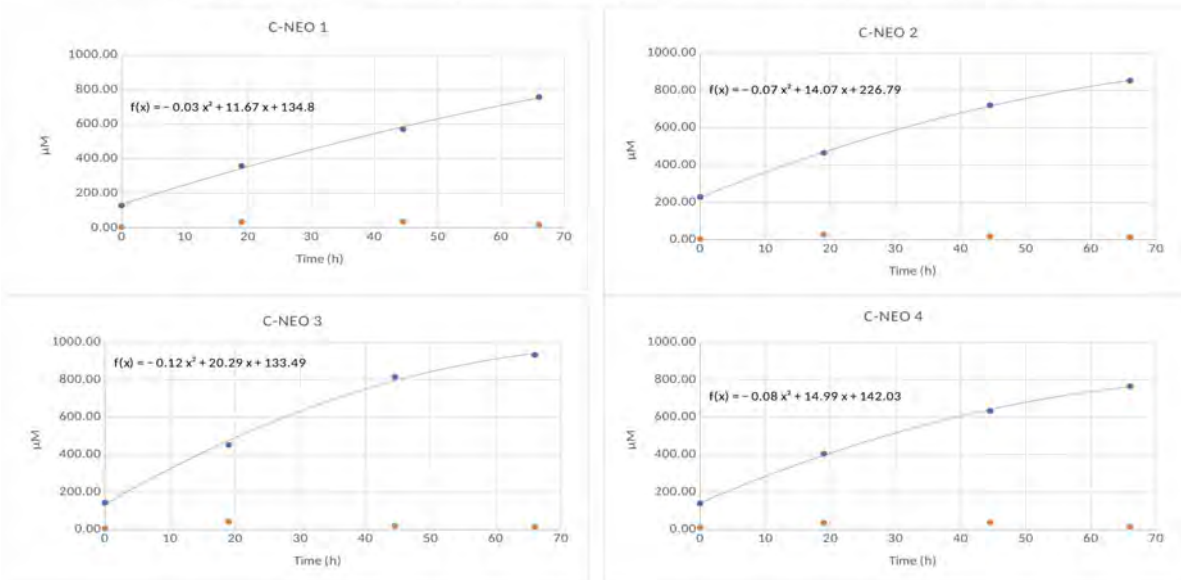 C-NEO 1
1000.00
800.00
600.00
400.00
200.00
0.00
µM
f(x) = − 0.03 x² + 11.67 x + 134.8
0 10 20 30 40 50 60 70
Time (h)
C-NEO 2
1000.00
800.00
600.00
400.00
200.00
0.00
µM
f(x) = − 0.07 x² + 14.07 x + 226.79
0 10 20 30 40 50 60 70
Time (h)
C-NEO 3
1000.00
800.00
600.00
400.00
200.00
0.00
µM
f(x) = − 0.12 x² + 20.29 x + 133.49
0 10 20 30 40 50 60 70
Time (h)
C-NEO 4
1000.00
800.00
600.00
400.00
200.00
0.00
µM
f(x) = − 0.08 x² + 14.99 x + 142.03
0 10 20 30 40 50 60 70
Time (h)